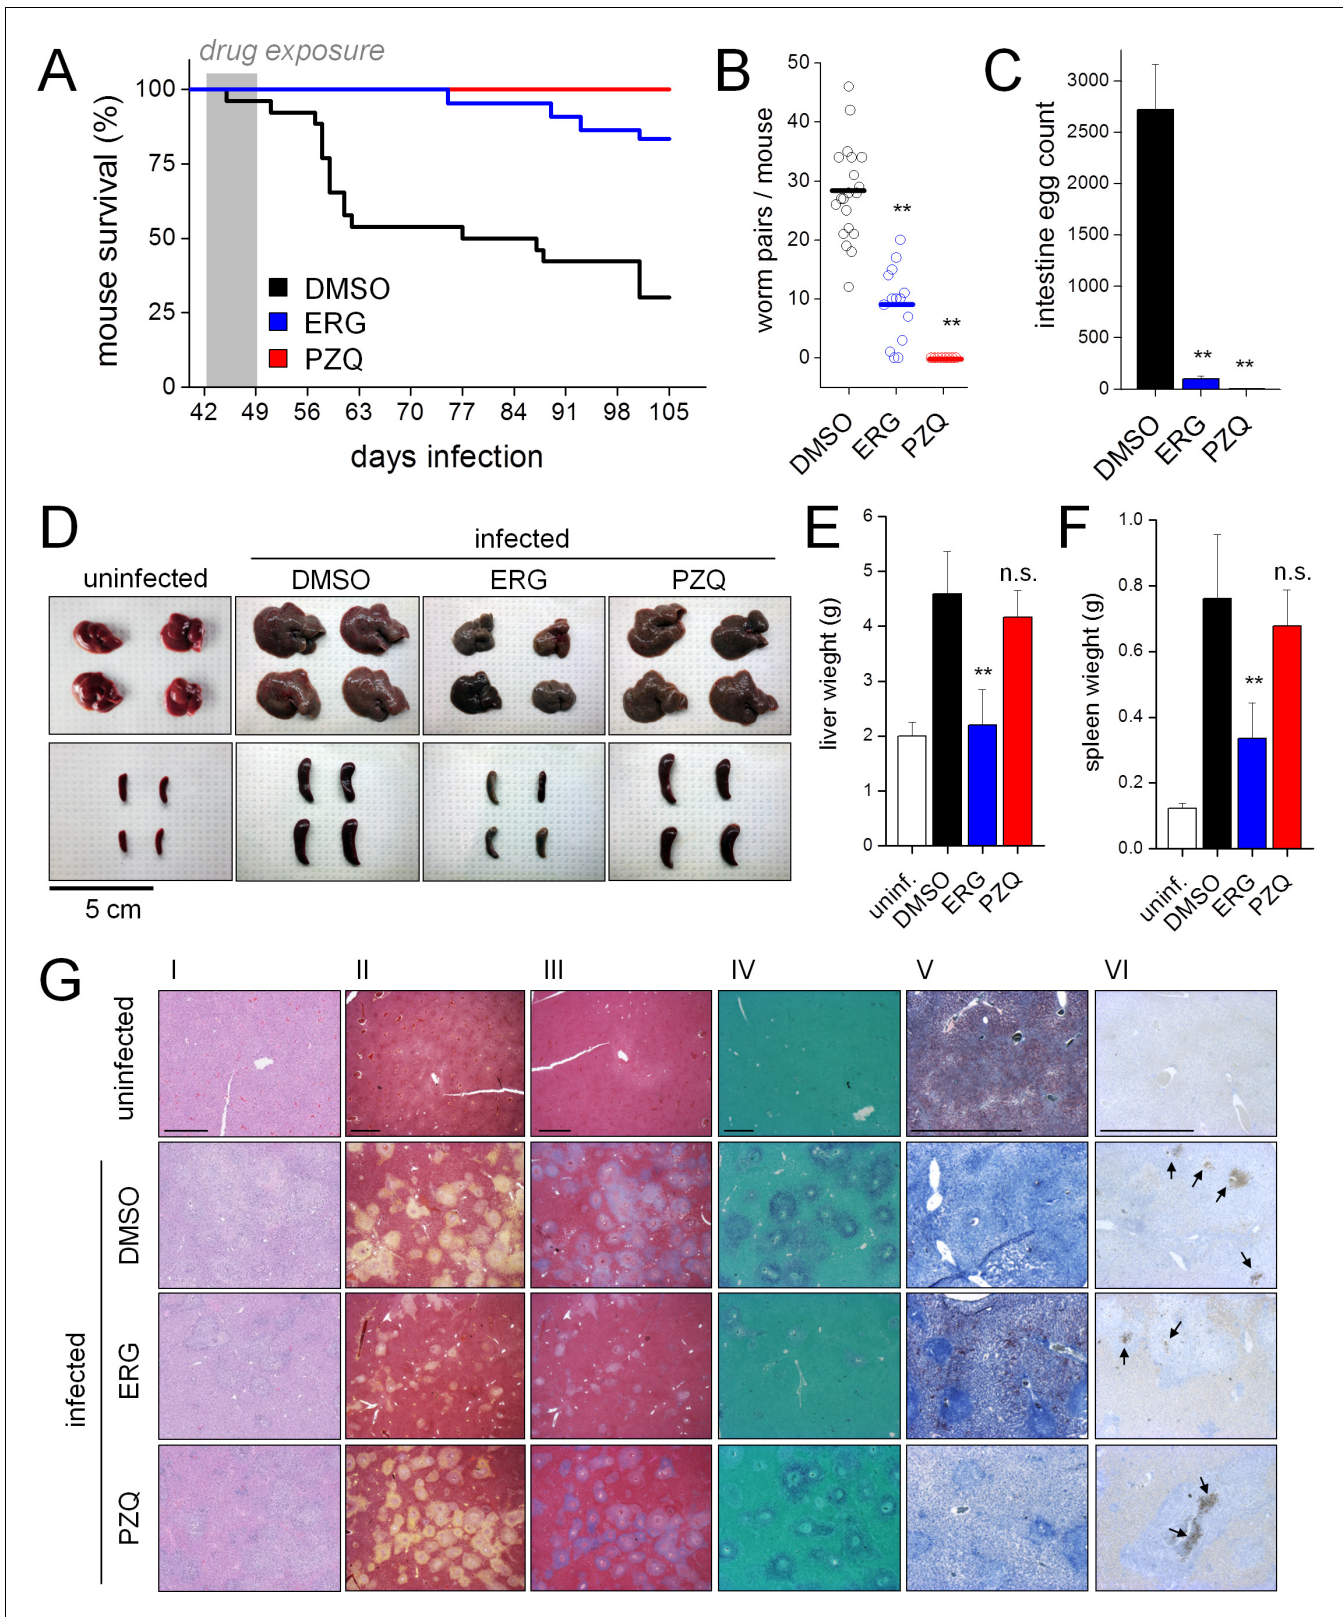 A
drug exposure
mouse survival (%)
100
75
50
25
0
DMSO
ERG
PZQ
42 49 56 63 70 77 84 91 98 105
days infection
B
worm pairs / mouse
50
40
30
20
10
0
**
**
DMSO ERG PZQ
C
intestine egg count
3000
2500
2000
1500
1000
500
0
** **
DMSO ERG PZQ
D
infected
uninfected DMSO ERG PZQ
5 cm
E
liver wieght (g)
6
5
4
3
2
1
0
n.s.
**
uninf. DMSO ERG PZQ
F
spleen wieght (g)
1.0
0.8
0.6
0.4
0.2
0.0
n.s.
**
uninf. DMSO ERG PZQ
G
I II III IV V VI
uninfected
infected
DMSO
ERG
PZQ